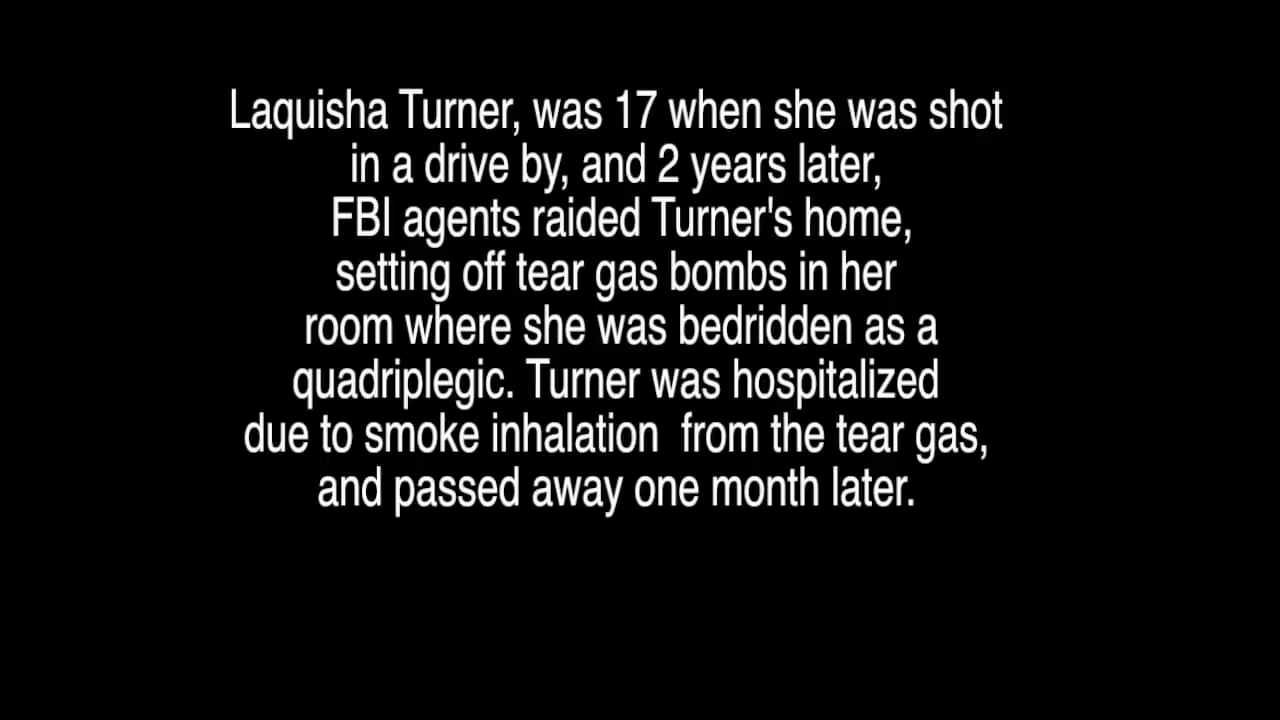 Laquisha Turner, was 17 when she was shot
in a drive by, and 2 years later,
FBI agents raided Turner's home,
setting off tear gas bombs in her
room where she was bedridden as a
quadriplegic. Turner was hospitalized
due to smoke inhalation  from the tear gas,
and passed away one month later.